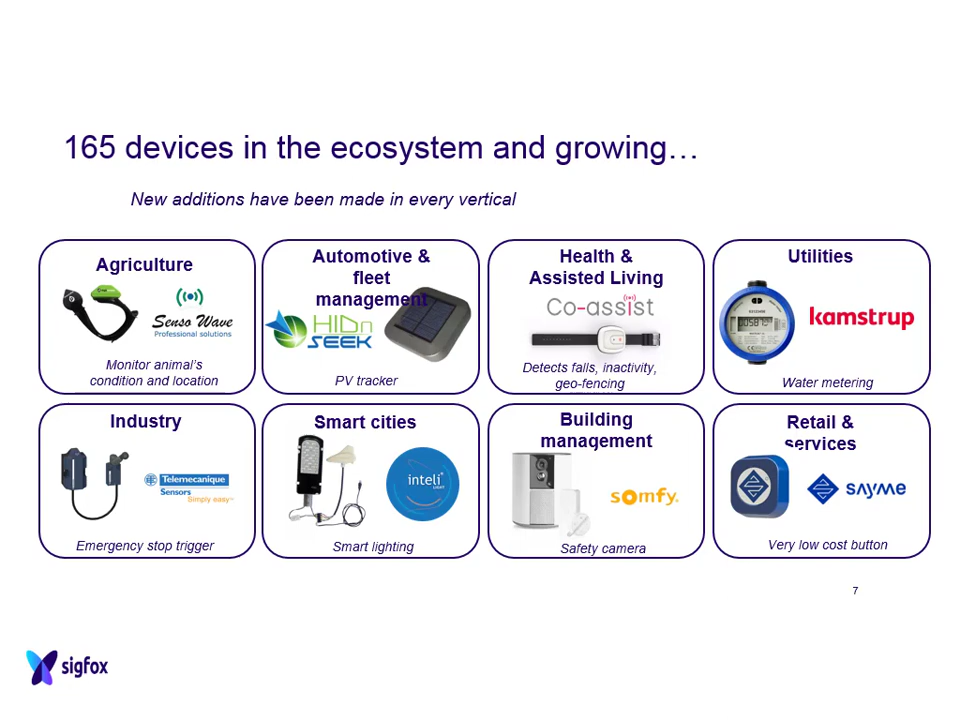 165 devices in the ecosystem and growing…
New additions have been made in every vertical
Agriculture
Senso Wave
Professional solutions
Monitor animal's
condition and location
Automotive &
fleet
management
HIDn
SEEK
PV tracker
Health &
Assisted Living
Co-assist
Detects falls, inactivity,
geo-fencing
Utilities
kamstrup
Water metering
Industry
Telemecanique
Sensors
Simply easy~
Emergency stop trigger
Smart cities
inteli
LIGHT
Smart lighting
Building
management
somfy.
Safety camera
Retail &
services
SAYME
Very low cost button
7
sigfox